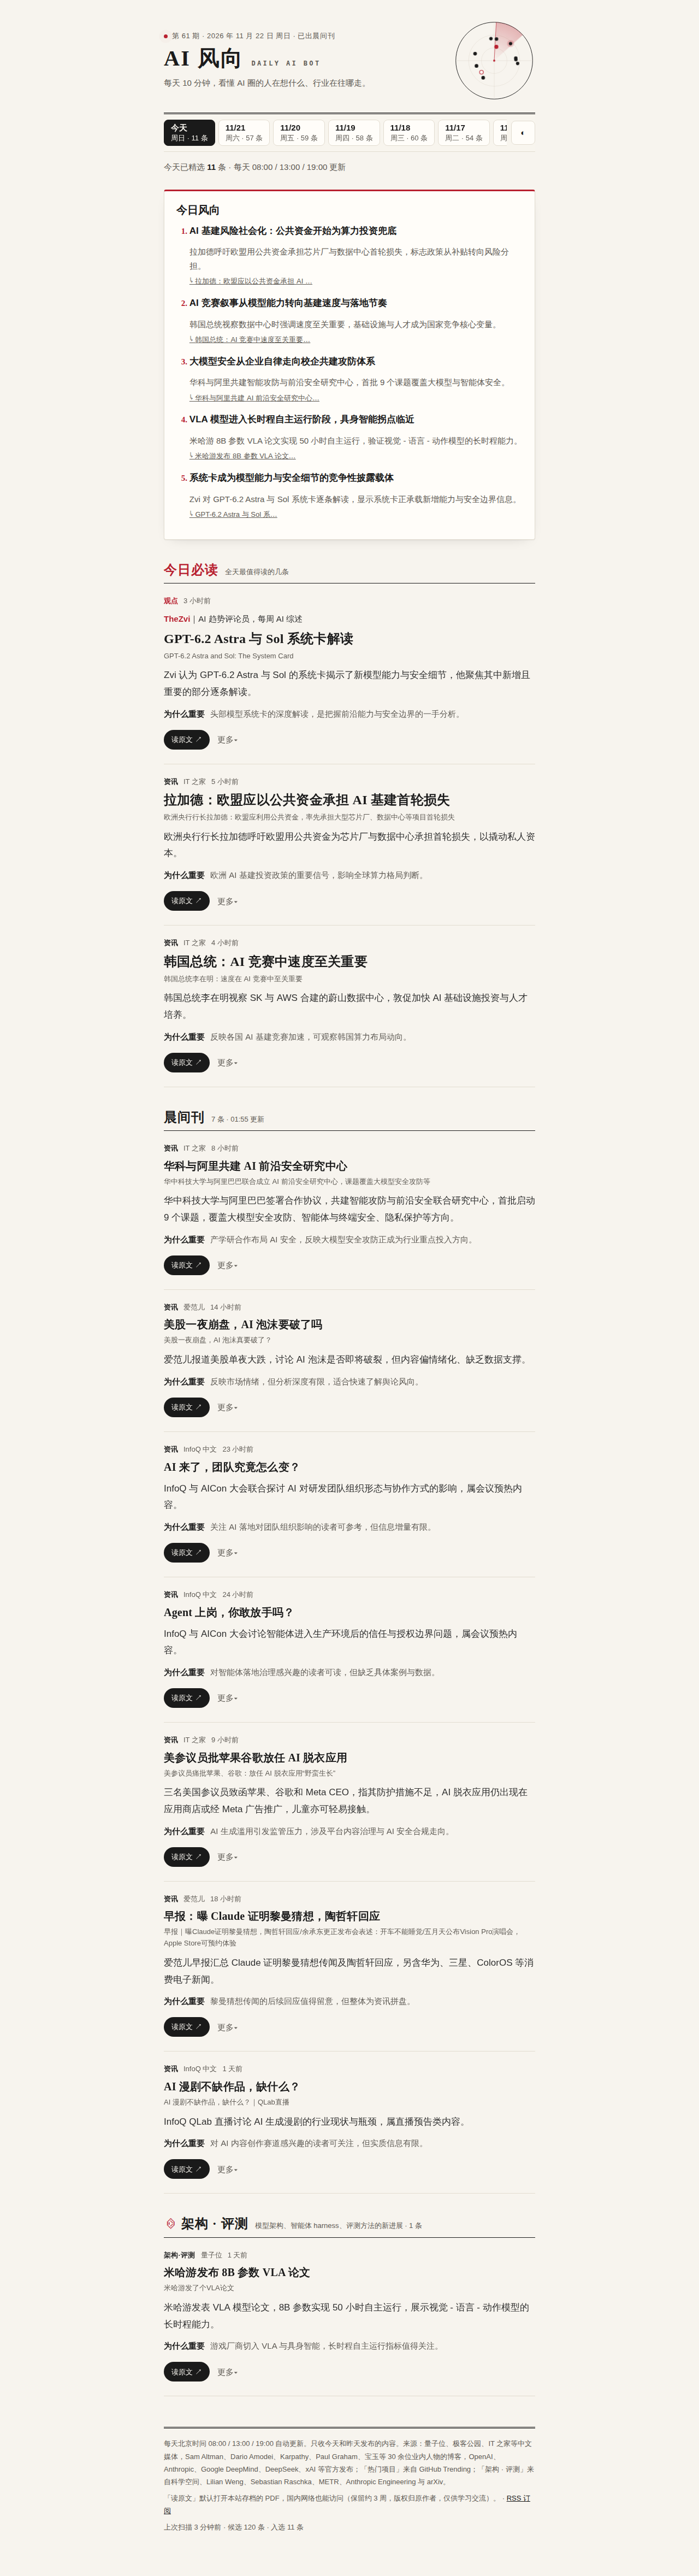 第 61 期 · 2026 年 11 月 22 日 周日 · 已出晨间刊
AI 风向 DAILY AI BOT
每天 10 分钟，看懂 AI 圈的人在想什么、行业在往哪走。
今天
周日 · 11 条
11/21
周六 · 57 条
11/20
周五 · 59 条
11/19
周四 · 58 条
11/18
周三 · 60 条
11/17
周二 · 54 条
今天已精选 11 条 · 每天 08:00 / 13:00 / 19:00 更新
今日风向
1. AI 基建风险社会化：公共资金开始为算力投资兜底
拉加德呼吁欧盟用公共资金承担芯片厂与数据中心首轮损失，标志政策从补贴转向风险分
担。
└ 拉加德：欧盟应以公共资金承担 AI …
2. AI 竞赛叙事从模型能力转向基建速度与落地节奏
韩国总统视察数据中心时强调速度至关重要，基础设施与人才成为国家竞争核心变量。
└ 韩国总统：AI 竞赛中速度至关重要…
3. 大模型安全从企业自律走向校企共建攻防体系
华科与阿里共建智能攻防与前沿安全研究中心，首批 9 个课题覆盖大模型与智能体安全。
└ 华科与阿里共建 AI 前沿安全研究中心…
4. VLA 模型进入长时程自主运行阶段，具身智能拐点临近
米哈游 8B 参数 VLA 论文实现 50 小时自主运行，验证视觉 - 语言 - 动作模型的长时程能力。
└ 米哈游发布 8B 参数 VLA 论文…
5. 系统卡成为模型能力与安全细节的竞争性披露载体
Zvi 对 GPT-6.2 Astra 与 Sol 系统卡逐条解读，显示系统卡正承载新增能力与安全边界信息。
└ GPT-6.2 Astra 与 Sol 系…
今日必读 全天最值得读的几条
观点 3 小时前
TheZvi｜AI 趋势评论员，每周 AI 综述
GPT-6.2 Astra 与 Sol 系统卡解读
GPT-6.2 Astra and Sol: The System Card
Zvi 认为 GPT-6.2 Astra 与 Sol 的系统卡揭示了新模型能力与安全细节，他聚焦其中新增且
重要的部分逐条解读。
为什么重要 头部模型系统卡的深度解读，是把握前沿能力与安全边界的一手分析。
读原文 ↗ 更多
资讯 IT 之家 5 小时前
拉加德：欧盟应以公共资金承担 AI 基建首轮损失
欧洲央行行长拉加德：欧盟应利用公共资金，率先承担大型芯片厂、数据中心等项目首轮损失
欧洲央行行长拉加德呼吁欧盟用公共资金为芯片厂与数据中心承担首轮损失，以撬动私人资
本。
为什么重要 欧洲 AI 基建投资政策的重要信号，影响全球算力格局判断。
读原文 ↗ 更多
资讯 IT 之家 4 小时前
韩国总统：AI 竞赛中速度至关重要
韩国总统李在明：速度在 AI 竞赛中至关重要
韩国总统李在明视察 SK 与 AWS 合建的蔚山数据中心，敦促加快 AI 基础设施投资与人才
培养。
为什么重要 反映各国 AI 基建竞赛加速，可观察韩国算力布局动向。
读原文 ↗ 更多
晨间刊 7 条 · 01:55 更新
资讯 IT 之家 8 小时前
华科与阿里共建 AI 前沿安全研究中心
华中科技大学与阿里巴巴联合成立 AI 前沿安全研究中心，课题覆盖大模型安全攻防等
华中科技大学与阿里巴巴签署合作协议，共建智能攻防与前沿安全联合研究中心，首批启动
9 个课题，覆盖大模型安全攻防、智能体与终端安全、隐私保护等方向。
为什么重要 产学研合作布局 AI 安全，反映大模型安全攻防正成为行业重点投入方向。
读原文 ↗ 更多
资讯 爱范儿 14 小时前
美股一夜崩盘，AI 泡沫要破了吗
美股一夜崩盘，AI 泡沫真要破了？
爱范儿报道美股单夜大跌，讨论 AI 泡沫是否即将破裂，但内容偏情绪化、缺乏数据支撑。
为什么重要 反映市场情绪，但分析深度有限，适合快速了解舆论风向。
读原文 ↗ 更多
资讯 InfoQ 中文 23 小时前
AI 来了，团队究竟怎么变？
InfoQ 与 AICon 大会联合探讨 AI 对研发团队组织形态与协作方式的影响，属会议预热内
容。
为什么重要 关注 AI 落地对团队组织影响的读者可参考，但信息增量有限。
读原文 ↗ 更多
资讯 InfoQ 中文 24 小时前
Agent 上岗，你敢放手吗？
InfoQ 与 AICon 大会讨论智能体进入生产环境后的信任与授权边界问题，属会议预热内
容。
为什么重要 对智能体落地治理感兴趣的读者可读，但缺乏具体案例与数据。
读原文 ↗ 更多
资讯 IT 之家 9 小时前
美参议员批苹果谷歌放任 AI 脱衣应用
美参议员痛批苹果、谷歌：放任 AI 脱衣应用“野蛮生长”
三名美国参议员致函苹果、谷歌和 Meta CEO，指其防护措施不足，AI 脱衣应用仍出现在
应用商店或经 Meta 广告推广，儿童亦可轻易接触。
为什么重要 AI 生成滥用引发监管压力，涉及平台内容治理与 AI 安全合规走向。
读原文 ↗ 更多
资讯 爱范儿 18 小时前
早报：曝 Claude 证明黎曼猜想，陶哲轩回应
早报｜曝Claude证明黎曼猜想，陶哲轩回应/余承东更正发布会表述：开车不能睡觉/五月天公布Vision Pro演唱会，
Apple Store可预约体验
爱范儿早报汇总 Claude 证明黎曼猜想传闻及陶哲轩回应，另含华为、三星、ColorOS 等消
费电子新闻。
为什么重要 黎曼猜想传闻的后续回应值得留意，但整体为资讯拼盘。
读原文 ↗ 更多
资讯 InfoQ 中文 1 天前
AI 漫剧不缺作品，缺什么？
AI 漫剧不缺作品，缺什么？｜QLab直播
InfoQ QLab 直播讨论 AI 生成漫剧的行业现状与瓶颈，属直播预告类内容。
为什么重要 对 AI 内容创作赛道感兴趣的读者可关注，但实质信息有限。
读原文 ↗ 更多
架构 · 评测 模型架构、智能体 harness、评测方法的新进展 · 1 条
架构·评测 量子位 1 天前
米哈游发布 8B 参数 VLA 论文
米哈游发了个VLA论文
米哈游发表 VLA 模型论文，8B 参数实现 50 小时自主运行，展示视觉 - 语言 - 动作模型的
长时程能力。
为什么重要 游戏厂商切入 VLA 与具身智能，长时程自主运行指标值得关注。
读原文 ↗ 更多
每天北京时间 08:00 / 13:00 / 19:00 自动更新。只收今天和昨天发布的内容。来源：量子位、极客公园、IT 之家等中文
媒体，Sam Altman、Dario Amodei、Karpathy、Paul Graham、宝玉等 30 余位业内人物的博客，OpenAI、
Anthropic、Google DeepMind、DeepSeek、xAI 等官方发布；「热门项目」来自 GitHub Trending；「架构 · 评测」来
自科学空间、Lilian Weng、Sebastian Raschka、METR、Anthropic Engineering 与 arXiv。
「读原文」默认打开本站存档的 PDF，国内网络也能访问（保留约 3 周，版权归原作者，仅供学习交流）。 · RSS 订
阅
上次扫描 3 分钟前 · 候选 120 条 · 入选 11 条